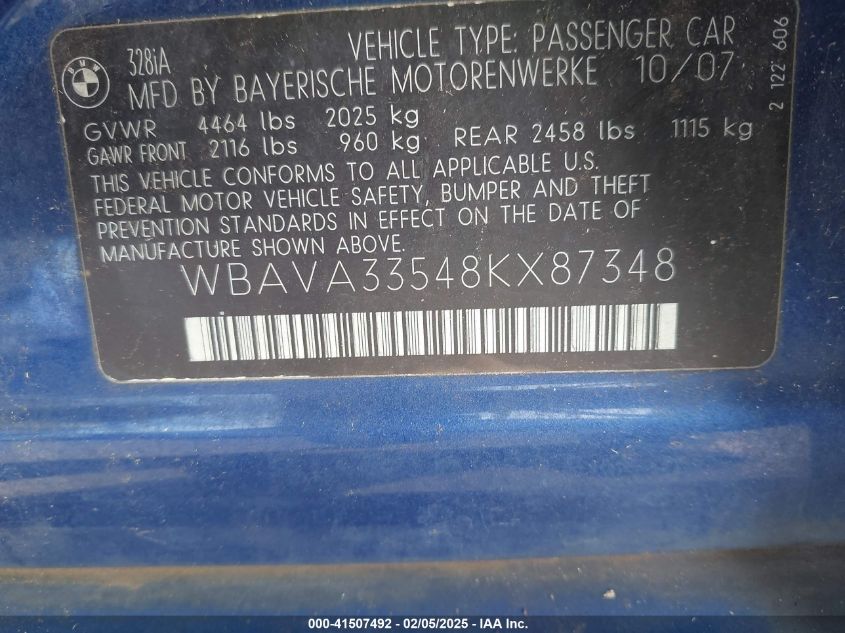 BMW
328iA VEHICLE TYPE: PASSENGER CAR
MFD BY BAYERISCHE MOTORENWERKE 10/07
GVWR 4464 lbs 2025 kg
GAWR FRONT 2116 lbs 960 kg REAR 2458 lbs 1115 kg
THIS VEHICLE CONFORMS TO ALL APPLICABLE U.S.
FEDERAL MOTOR VEHICLE SAFETY, BUMPER AND THEFT
PREVENTION STANDARDS IN EFFECT ON THE DATE OF
MANUFACTURE SHOWN ABOVE.
WBAVA33548KX87348
2 122 606
000-41507492 - 02/05/2025 - IAA Inc.